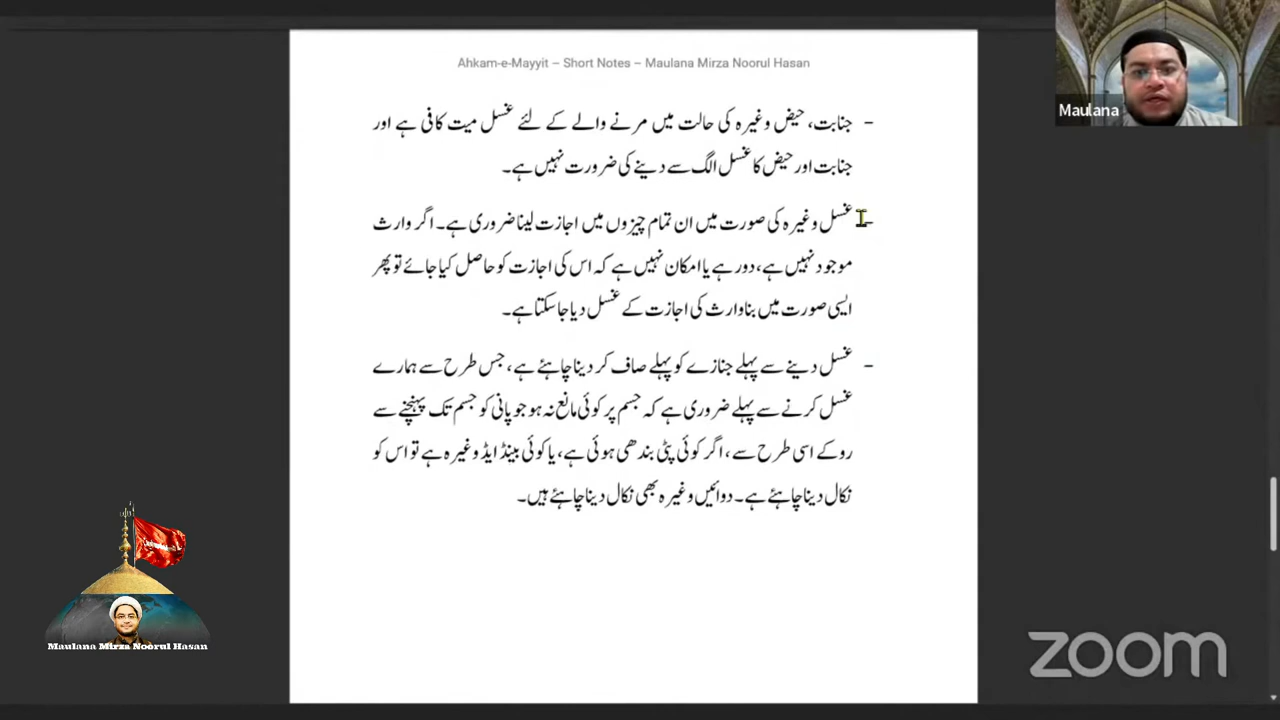 Ahkam-e-Mayyit – Short Notes – Maulana Mirza Noorul Hasan
Maulana
- جنابت، حیض وغیرہ کی حالت میں مرنے والے کے لئے غسل میت کافی ہے اور
جنابت اور حیض کا غسل الگ سے دینے کی ضرورت نہیں ہے۔
- غسل وغیرہ کی صورت میں ان تمام چیزوں میں اجازت لینا ضروری ہے۔ اگر وارث
موجود نہیں ہے، دور ہے یا امکان نہیں ہے کہ اس کی اجازت کو حاصل کیا جائے تو پھر
ایسی صورت میں بنا وارث کی اجازت کے غسل دیا جاسکتا ہے۔
- غسل دینے سے پہلے جنازے کو پہلے صاف کر دینا چاہئے ہے، جس طرح سے ہمارے
غسل کرنے سے پہلے ضروری ہے کہ جسم پر کوئی مانع نہ ہو جو پانی کو جسم تک پہنچنے سے
روکے اسی طرح سے، اگر کوئی پٹی بندھی ہوئی ہے، یا کوئی بینڈ ایڈ وغیرہ ہے تو اس کو
نکال دینا چاہئے ہے۔ دوائیں وغیرہ بھی نکال دینا چاہئے ہیں۔
Maulana Mirza Noorul Hasan
zoom